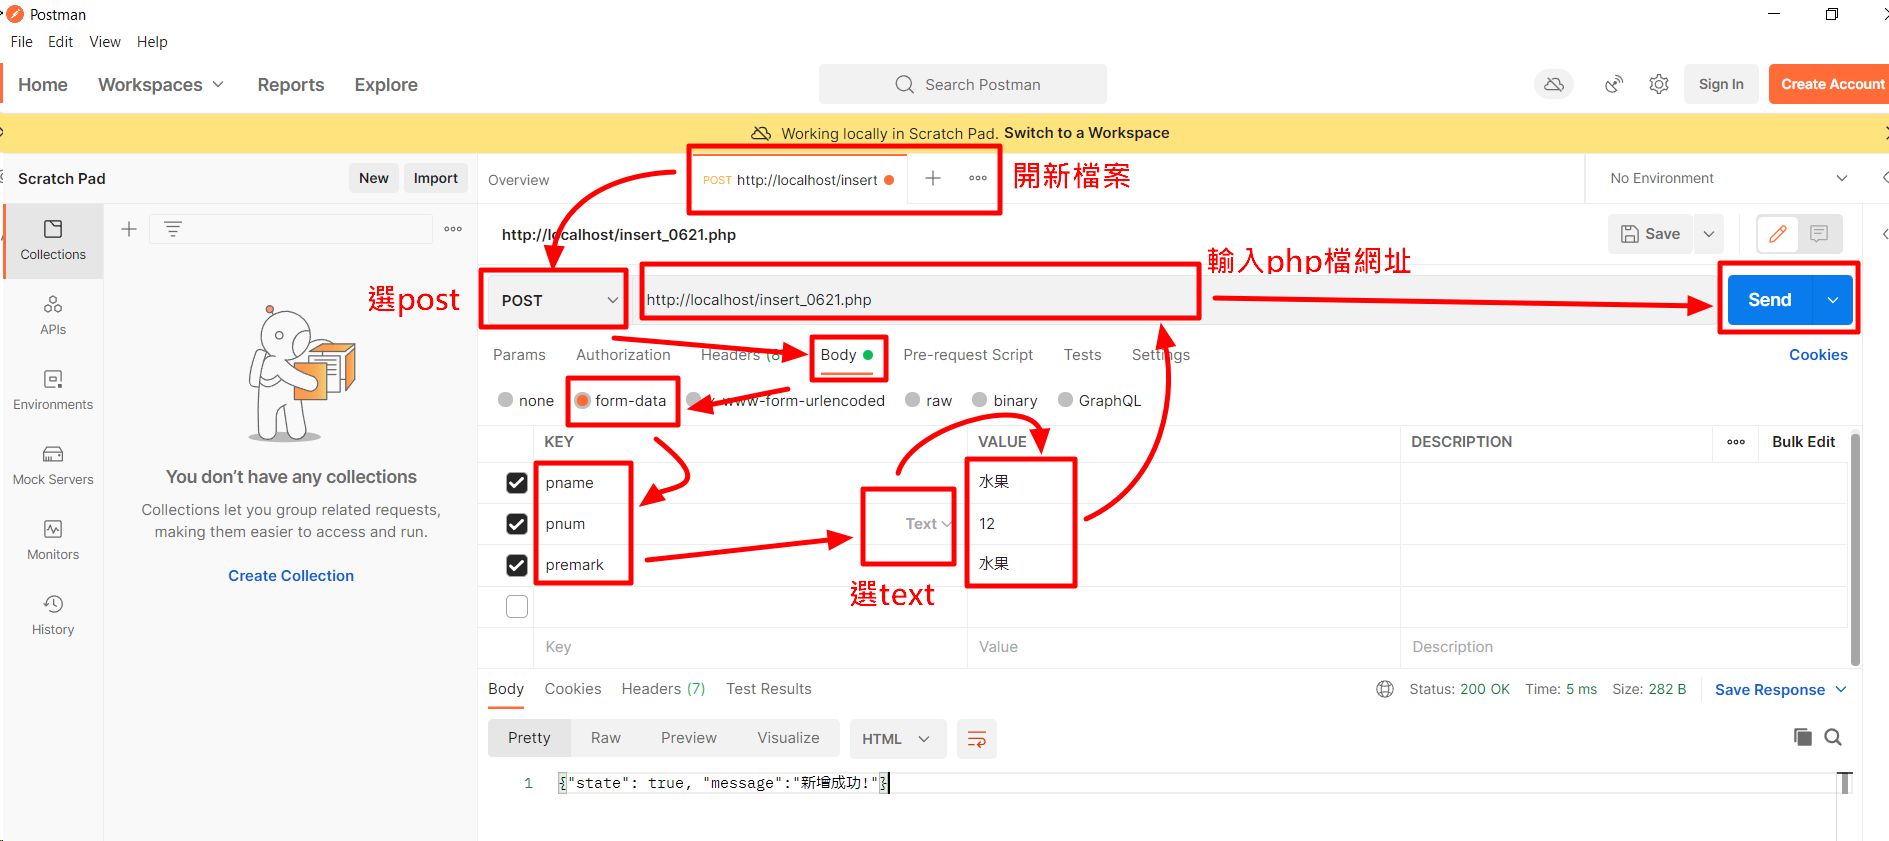 Postman
File Edit View Help
Home Workspaces Reports Explore Search Postman Sign In Create Account
Working locally in Scratch Pad. Switch to a Workspace
Scratch Pad New Import Overview POST http://localhost/insert 開新檔案 No Environment
http://localhost/insert_0621.php Save
Collections
輸入php檔網址
選post POST http://localhost/insert_0621.php Send
APIs
Params Authorization Headers (8 Body Pre-request Script Tests Settings Cookies
none form-data x-www-form-urlencoded raw binary GraphQL
Environments
KEY VALUE DESCRIPTION Bulk Edit
Mock Servers
You don't have any collections
pname 水果
Collections let you group related requests,
making them easier to access and run.
pnum Text 12
Monitors
premark 水果
Create Collection
選text
History
Key Value Description
Body Cookies Headers (7) Test Results Status: 200 OK Time: 5 ms Size: 282 B Save Response
Pretty Raw Preview Visualize HTML
1 {"state": true, "message":"新增成功!"}